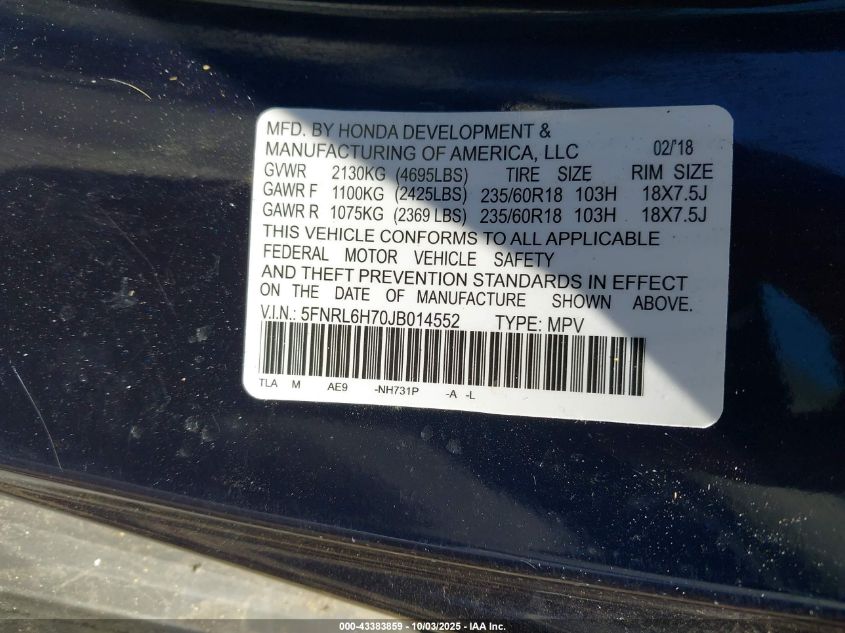 MFD. BY HONDA DEVELOPMENT &
MANUFACTURING OF AMERICA, LLC 02/'18
GVWR 2130KG (4695LBS) TIRE SIZE RIM SIZE
GAWR F 1100KG (2425LBS) 235/60R18 103H 18X7.5J
GAWR R 1075KG (2369 LBS) 235/60R18 103H 18X7.5J
THIS VEHICLE CONFORMS TO ALL APPLICABLE
FEDERAL MOTOR VEHICLE SAFETY
AND THEFT PREVENTION STANDARDS IN EFFECT
ON THE DATE OF MANUFACTURE SHOWN ABOVE.
V.I.N.: 5FNRL6H70JB014552 TYPE: MPV
TLA M AE9 -NH731P -A -L
000-43383859 - 10/03/2025 - IAA Inc.